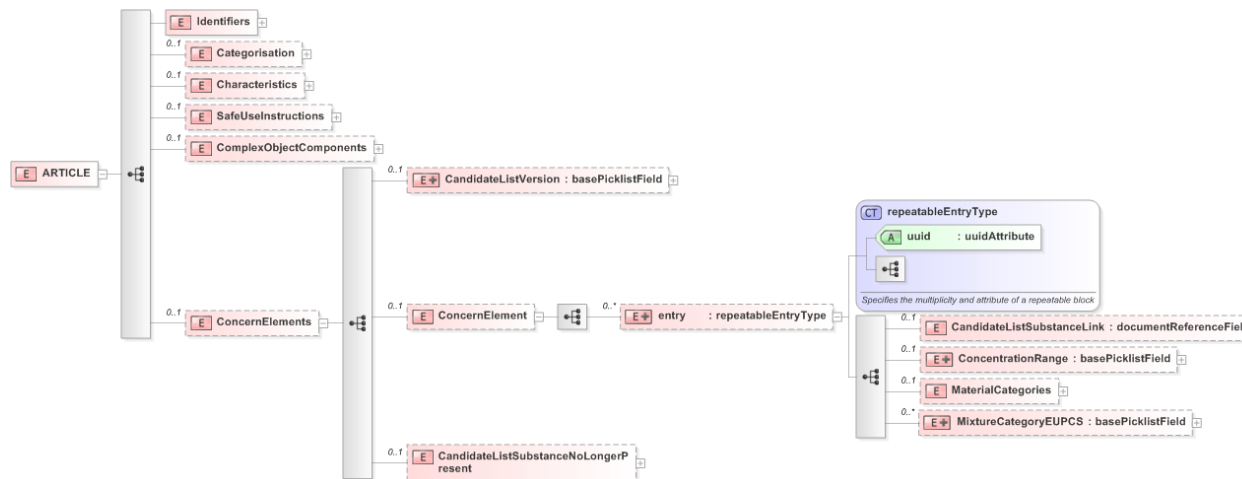 E Identifiers
0..1
E Categorisation
0..1
E Characteristics
0..1
E SafeUseInstructions
0..1
E ComplexObjectComponents
E ARTICLE
0..1
E CandidateListVersion : basePicklistField
CT repeatableEntryType
A uuid : uuidAttribute
Specifies the multiplicity and attribute of a repeatable block
0..1
E ConcernElements
0..1
E ConcernElement
0..*
E entry : repeatableEntryType
0..1
E CandidateListSubstanceLink : documentReferenceFiel
0..1
E ConcentrationRange : basePicklistField
0..1
E MaterialCategories
0..*
E MixtureCategoryEUPCS : basePicklistField
0..1
E CandidateListSubstanceNoLongerP
resent